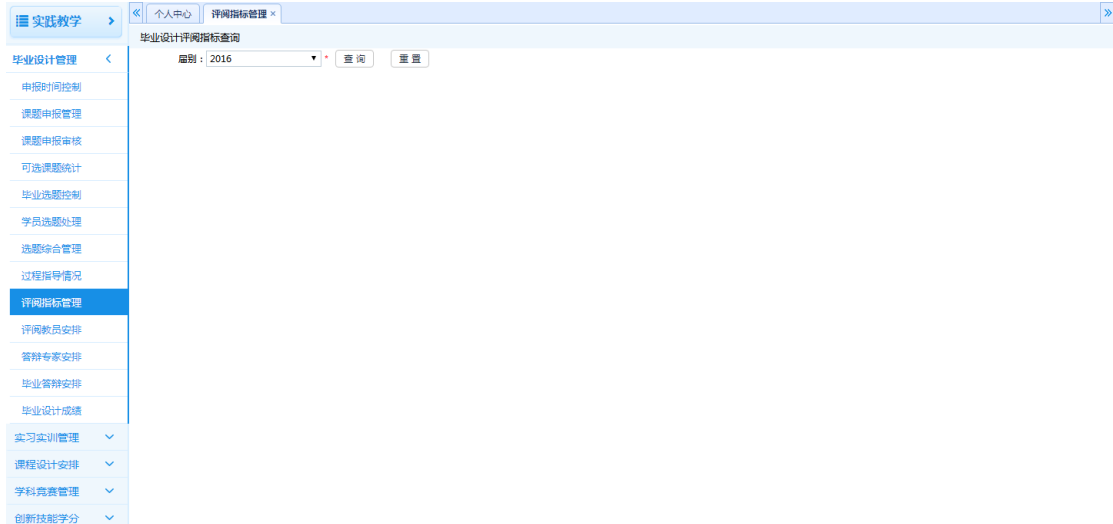 实践教学
毕业设计管理
申报时间控制
课题申报管理
课题申报审核
可选课题统计
毕业选题控制
学员选题处理
选题综合管理
过程指导情况
评阅指标管理
评阅教员安排
答辩专家安排
毕业答辩安排
毕业设计成绩
实习实训管理
课程设计安排
学科竞赛管理
创新技能学分
个人中心 评阅指标管理 ×
毕业设计评阅指标查询
届别：2016 * 查 询 重 置